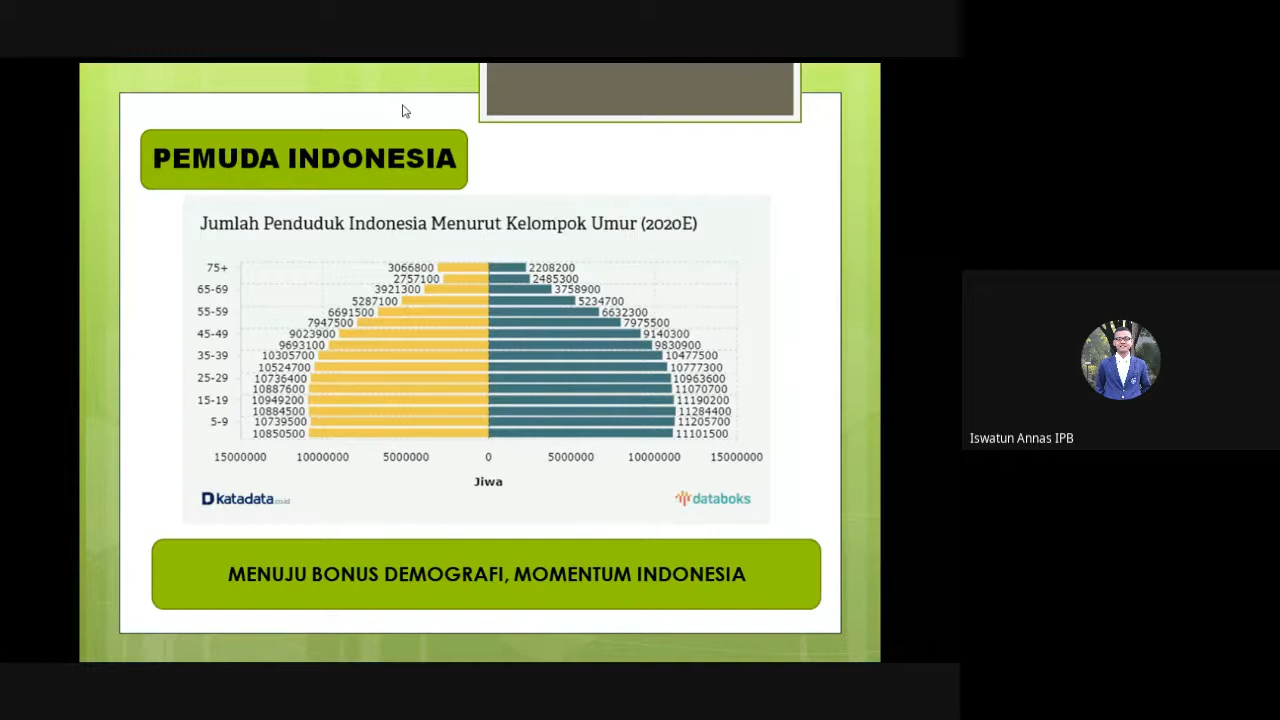 PEMUDA INDONESIA
Jumlah Penduduk Indonesia Menurut Kelompok Umur (2020E)
75+ 3066800 2208200
2757100 2485300
65-69 3921300 3758900
5287100 5234700
55-59 6691500 6632300
7947500 7975500
45-49 9023900 9140300
9693100 9830900
35-39 10305700 10477500
10524700 10777300
25-29 10736400 10963600
10887600 11070700
15-19 10949200 11190200
10884500 11284400
5-9 10739500 11205700
10850500 11101500
15000000 10000000 5000000 0 5000000 10000000 15000000
Jiwa
katadata.co.id databoks
MENUJU BONUS DEMOGRAFI, MOMENTUM INDONESIA
Iswatun Annas IPB